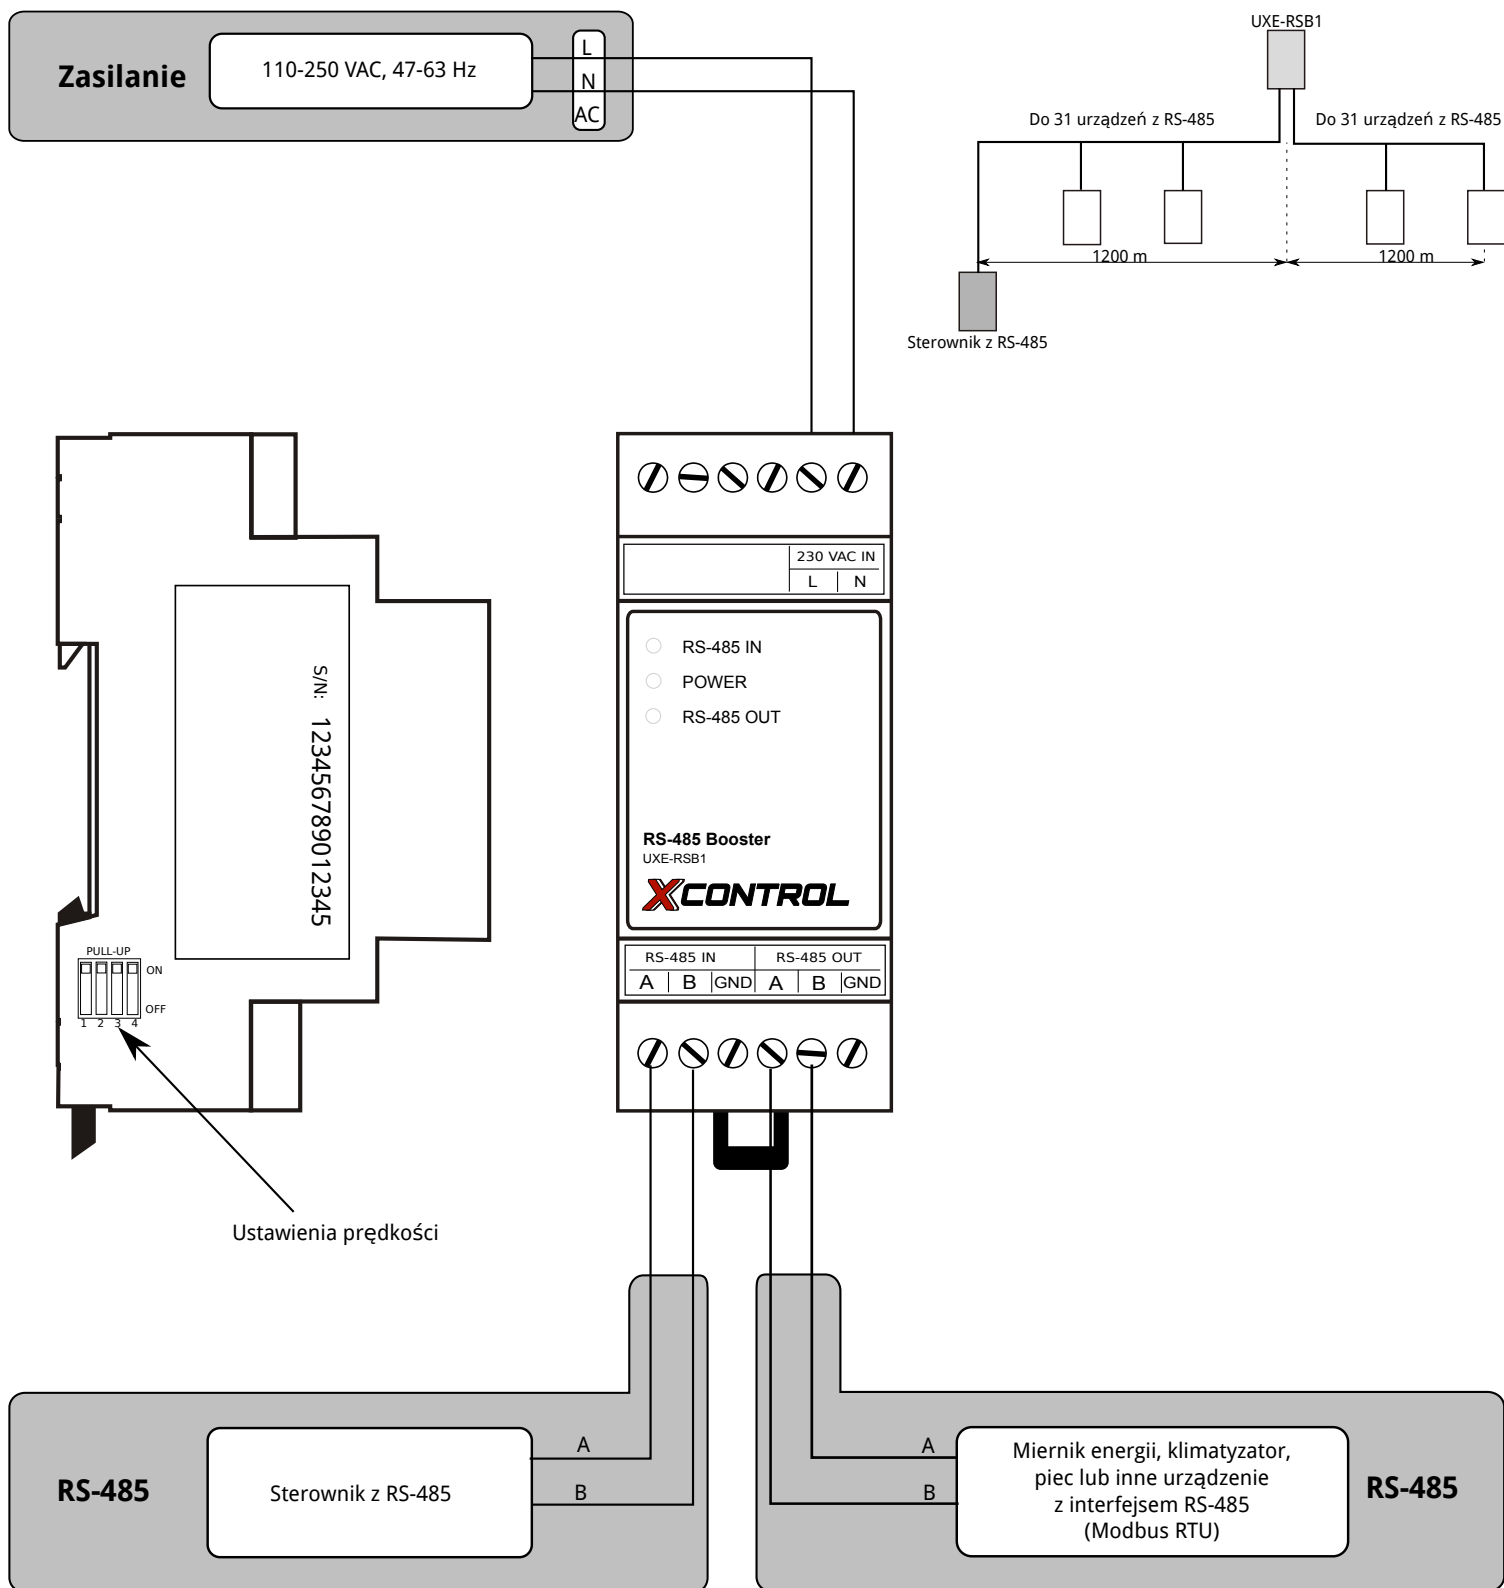 Zasilanie
110-250 VAC, 47-63 Hz
L
N
AC
UXE-RSB1
Do 31 urządzeń z RS-485
Do 31 urządzeń z RS-485
1200 m
1200 m
Sterownik z RS-485
230 VAC IN
L N
RS-485 IN
POWER
RS-485 OUT
RS-485 Booster
UXE-RSB1
XCONTROL
RS-485 IN RS-485 OUT
A B GND A B GND
S/N: 123456789012345
PULL-UP
ON
OFF
1 2 3 4
Ustawienia prędkości
RS-485
Sterownik z RS-485
A
B
A
B
Miernik energii, klimatyzator,
piec lub inne urządzenie
z interfejsem RS-485
(Modbus RTU)
RS-485